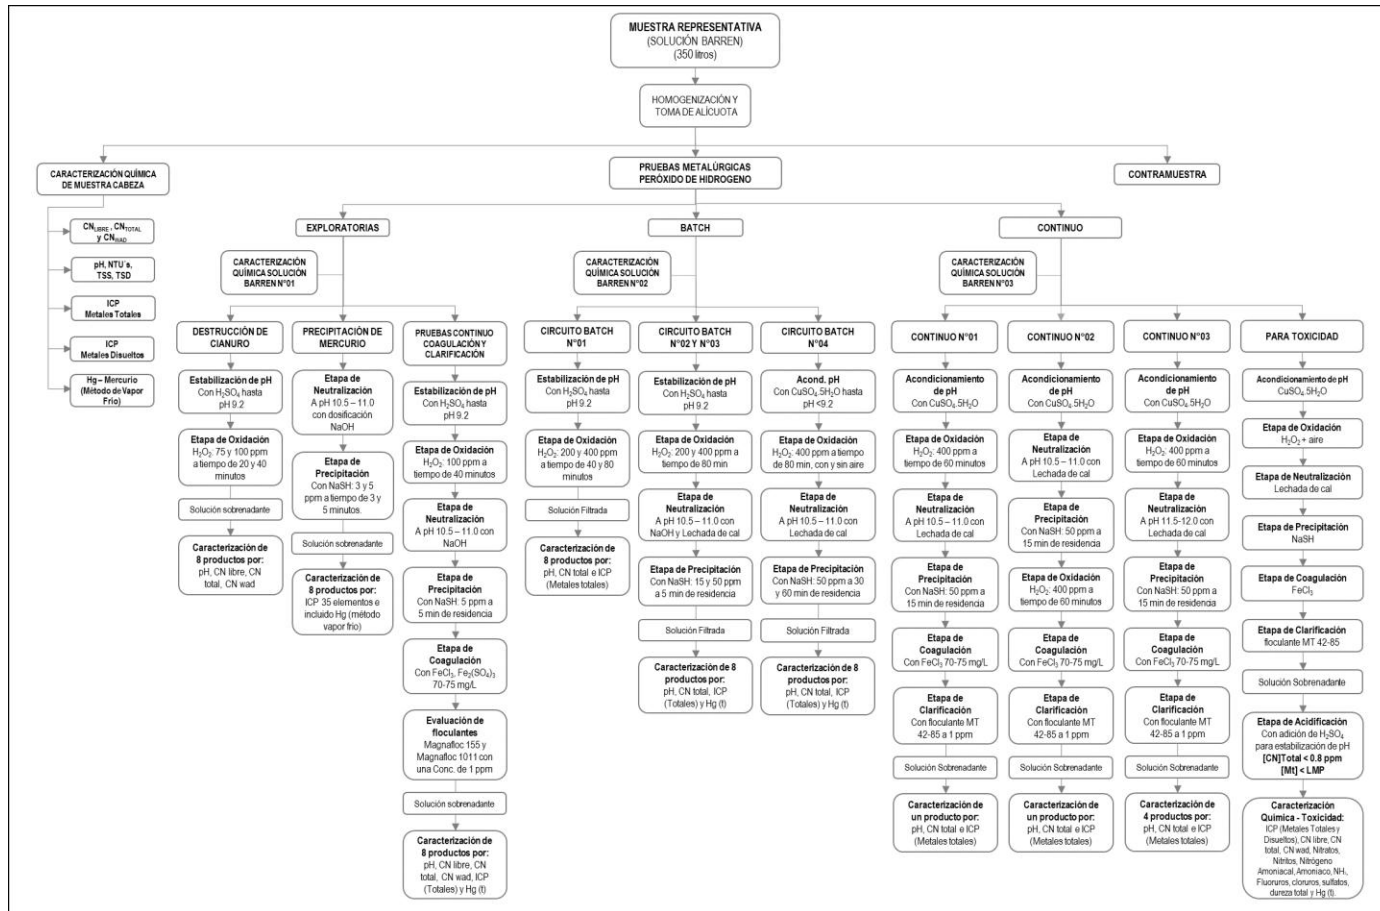 MUESTRA REPRESENTATIVA
(SOLUCIÓN BARREN)
(350 litros)
HOMOGENIZACIÓN Y
TOMA DE ALÍCUOTA
CARACTERIZACIÓN QUÍMICA
DE MUESTRA CABEZA
PRUEBAS METALÚRGICAS
PERÓXIDO DE HIDROGENO
CONTRAMUESTRA
CN LIBRE, CN TOTAL
y CN WAD
pH, NTU´s,
TSS, TSD
ICP
Metales Totales
ICP
Metales Disueltos
Hg – Mercurio
(Método de Vapor
Frio)
EXPLORATORIAS
CARACTERIZACIÓN
QUÍMICA SOLUCIÓN
BARREN N°01
DESTRUCCIÓN DE
CIANURO
Estabilización de pH
Con H₂SO₄ hasta
pH 9.2
Etapa de Oxidación
H₂O₂: 75 y 100 ppm
a tiempo de 20 y 40
minutos
Solución sobrenadante
Caracterización de
8 productos por:
pH, CN libre, CN
total, CN wad
PRECIPITACIÓN DE
MERCURIO
Etapa de
Neutralización
A pH 10.5 – 11.0
con dosificación
NaOH
Etapa de
Precipitación
Con NaSH: 3 y 5
ppm a tiempo de 3 y
5 minutos.
Solución sobrenadante
Caracterización de
8 productos por:
ICP 35 elementos e
incluido Hg (método
vapor frío)
PRUEBAS CONTINUO
COAGULACIÓN Y
CLARIFICACIÓN
Estabilización de pH
Con H₂SO₄ hasta
pH 9.2
Etapa de Oxidación
H₂O₂: 100 ppm a
tiempo de 40 minutos
Etapa de
Neutralización
A pH 10.5 – 11.0 con
NaOH
Etapa de
Precipitación
Con NaSH: 5 ppm a
5 min de residencia
Etapa de
Coagulación
Con FeCl₃, Fe₂(SO₄)₃
70-75 mg/L
Evaluación de
floculantes
Magnafloc 155 y
Magnafloc 1011 con
una Conc. de 1 ppm
Solución sobrenadante
Caracterización de
8 productos por:
pH, CN libre, CN
total, CN wad, ICP
(Totales) y Hg (t)
BATCH
CARACTERIZACIÓN
QUÍMICA SOLUCIÓN
BARREN N°02
CIRCUITO BATCH
N°01
Estabilización de pH
Con H₂SO₄ hasta
pH 9.2
Etapa de Oxidación
H₂O₂: 200 y 400 ppm
a tiempo de 40 y 80
minutos
Solución Filtrada
Caracterización de
8 productos por:
pH, CN total e ICP
(Metales totales)
CIRCUITO BATCH
N°02 Y N°03
Estabilización de pH
Con H₂SO₄ hasta
pH 9.2
Etapa de Oxidación
H₂O₂: 200 y 400 ppm a
tiempo de 80 min
Etapa de
Neutralización
A pH 10.5 – 11.0 con
NaOH y Lechada de cal
Etapa de Precipitación
Con NaSH: 15 y 50 ppm
a 5 min de residencia
Solución Filtrada
Caracterización de 8
productos por:
pH, CN total, ICP
(Totales) y Hg (t)
CIRCUITO BATCH
N°04
Acond. pH
Con CuSO₄.5H₂O hasta
pH <9.2
Etapa de Oxidación
H₂O₂: 400 ppm a tiempo
de 80 min, con y sin aire
Etapa de
Neutralización
A pH 10.5 – 11.0 con
Lechada de cal
Etapa de Precipitación
Con NaSH: 50 ppm a 30
y 60 min de residencia
Solución Filtrada
Caracterización de 8
productos por:
pH, CN total, ICP
(Totales) y Hg (t)
CONTINUO
CARACTERIZACIÓN
QUÍMICA SOLUCIÓN
BARREN N°03
CONTINUO N°01
Acondicionamiento de
pH
Con CuSO₄.5H₂O
Etapa de Oxidación
H₂O₂: 400 ppm a
tiempo de 60 minutos
Etapa de
Neutralización
A pH 10.5 – 11.0 con
Lechada de cal
Etapa de
Precipitación
Con NaSH: 50 ppm a
15 min de residencia
Etapa de
Coagulación
Con FeCl₃ 70-75 mg/L
Etapa de
Clarificación
Con floculante MT
42-85 a 1 ppm
Solución Sobrenadante
Caracterización de
un producto por:
pH, CN total e ICP
(Metales totales)
CONTINUO N°02
Acondicionamiento de
pH
Con CuSO₄.5H₂O
Etapa de
Neutralización
A pH 10.5 – 11.0 con
Lechada de cal
Etapa de
Precipitación
Con NaSH: 50 ppm a
15 min de residencia
Etapa de Oxidación
H₂O₂: 400 ppm a
tiempo de 60 minutos
Etapa de
Coagulación
Con FeCl₃ 70-75 mg/L
Etapa de
Clarificación
Con floculante MT
42-85 a 1 ppm
Solución Sobrenadante
Caracterización de
un producto por:
pH, CN total e ICP
(Metales totales)
CONTINUO N°03
Acondicionamiento de
pH
Con CuSO₄.5H₂O
Etapa de Oxidación
H₂O₂: 400 ppm a
tiempo de 60 minutos
Etapa de
Neutralización
A pH 11.5-12.0 con
Lechada de cal
Etapa de
Precipitación
Con NaSH: 50 ppm a
15 min de residencia
Etapa de
Coagulación
Con FeCl₃ 70-75 mg/L
Etapa de
Clarificación
Con floculante MT
42-85 a 1 ppm
Solución Sobrenadante
Caracterización de
4 productos por:
pH, CN total e ICP
(Metales totales)
PARA TOXICIDAD
Acondicionamiento de pH
CuSO₄.5H₂O
Etapa de Oxidación
H₂O₂ + aire
Etapa de Neutralización
Lechada de cal
Etapa de Precipitación
NaSH
Etapa de Coagulación
FeCl₃
Etapa de Clarificación
floculante MT 42-85
Solución Sobrenadante
Etapa de Acidificación
Con adición de H₂SO₄
para estabilización de pH
[CN]Total < 0.8 ppm
[Mt] < LMP
Caracterización
Química - Toxicidad:
ICP (Metales Totales y
Disueltos), CN libre, CN
total, CN wad, Nitratos,
Nitritos, Nitrógeno
Amoniacal, Amoniaco, NH₃,
Fluoruros, cloruros, sulfatos,
dureza total y Hg (t).